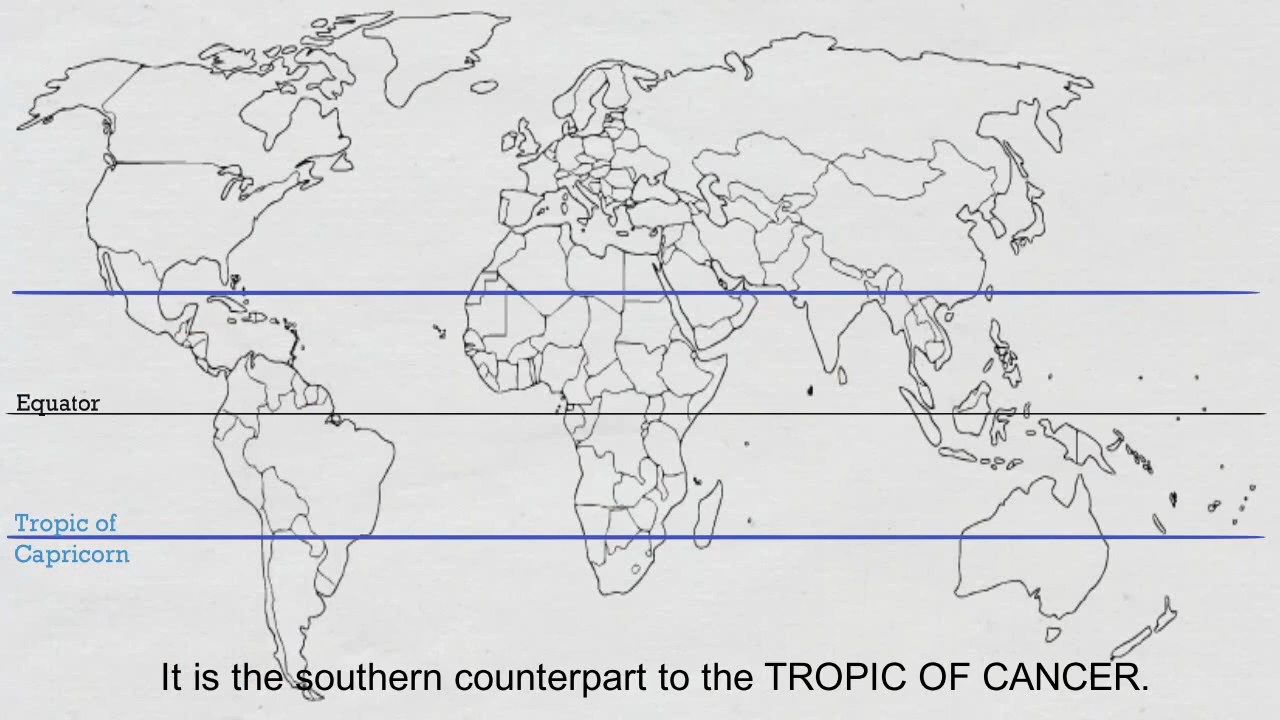 Equator
Tropic of
Capricorn
It is the southern counterpart to the TROPIC OF CANCER.